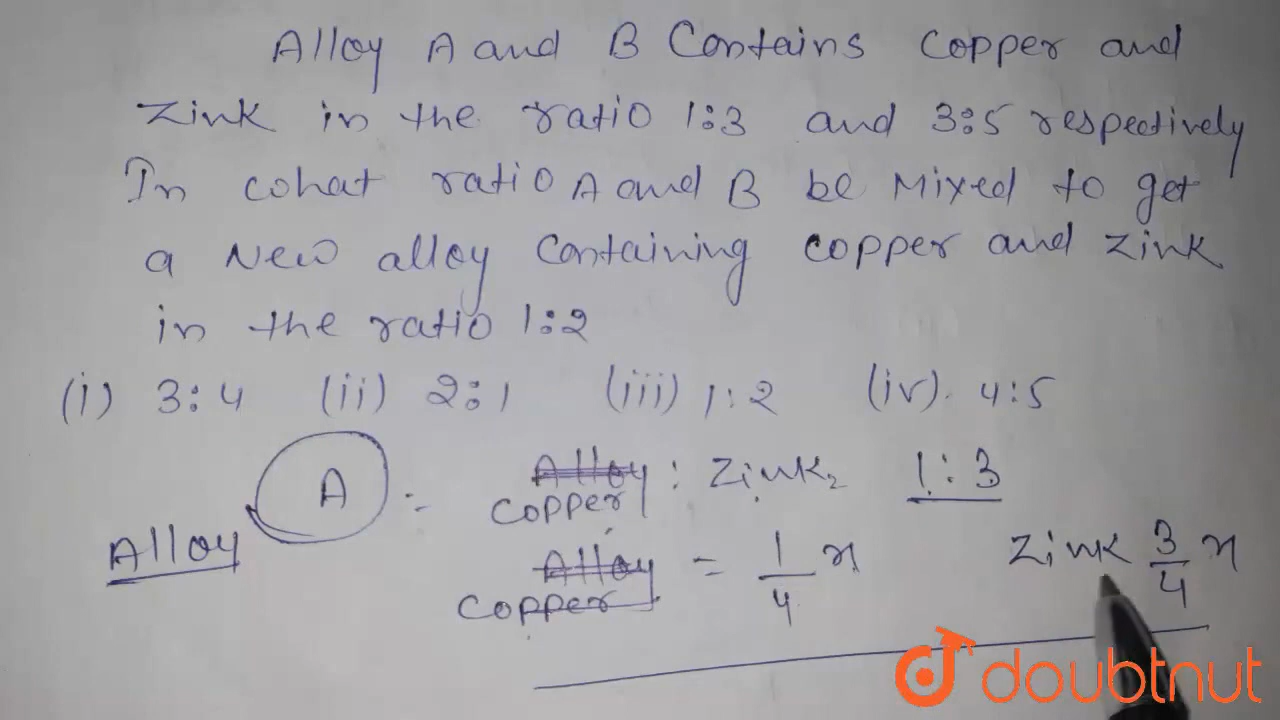 Alloy A and B Contains Copper and
Zink in the ratio 1:3 and 3:5 respectively
In what ratio A and B be Mixed to get
a New alloy Containing copper and zink
in the ratio 1:2
(i) 3:4 (ii) 2:1 (iii) 1:2 (iv). 4:5
Alloy A = Alloy : Zink = 1:3
Copper
Alloy = 1/4 x Zink 3/4 x
Copper
doubtnut